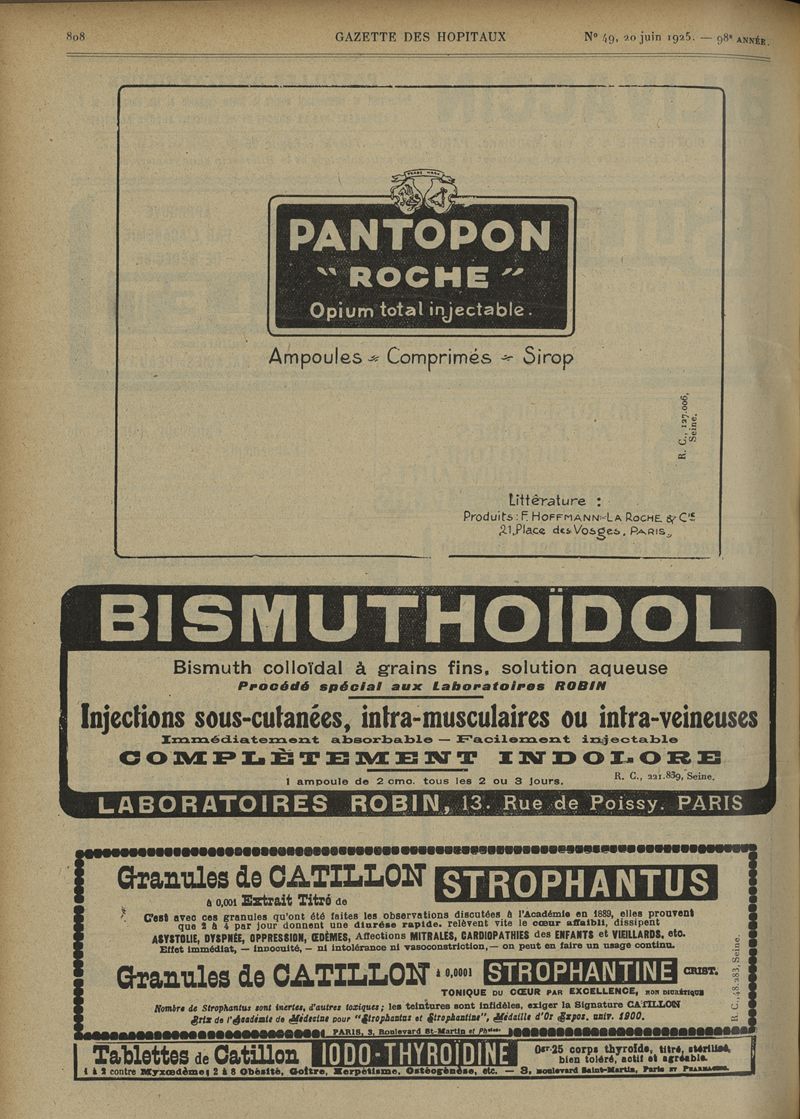 808 GAZETTE DES HOPITAUX Nº 49, 20 juin 1925. — 98e ANNÉE.
TRADE MARK
PANTOPON
" ROCHE "
Opium total injectable.
Ampoules - Comprimés - Sirop
R. C., 127.006,
Seine.
Littérature :
Produits: F. HOFFMANN-LA ROCHE & Cie
21, Place des Vosges, PARIS.
BISMUTHOÏDOL
Bismuth colloïdal à grains fins, solution aqueuse
Procédé spécial aux Laboratoires ROBIN
Injections sous-cutanées, intra-musculaires ou intra-veineuses
Immédiatement absorbable — Facilement injectable
COMPLÈTEMENT INDOLORE
1 ampoule de 2 cmc. tous les 2 ou 3 jours. R. C., 221.839, Seine.
LABORATOIRES ROBIN, 13. Rue de Poissy. PARIS
Granules de CATILLON STROPHANTUS
à 0,001 Extrait Titré de
C'est avec ces granules qu'ont été faites les observations discutées à l'Académie en 1889, elles prouvent
que 2 à 4 par jour donnent une diurèse rapide, relèvent vite le cœur affaibli, dissipent
ASYSTOLIE, DYSPNÉE, OPPRESSION, ŒDÈMES, Affections MITRALES, CARDIOPATHIES des ENFANTS et VIEILLARDS, etc.
Effet immédiat, — innocuité, — ni intolérance ni vasoconstriction, — on peut en faire un usage continu.
Granules de CATILLON à 0,0001 STROPHANTINE CRIST.
TONIQUE DU CŒUR PAR EXCELLENCE, NON DIURÉTIQUE
Nombre de Strophantus sont inertes, d'autres toxiques; les teintures sont infidèles, exiger la Signature CATILLON
Prix de l'Académie de Médecine pour "Strophantus et Strophantine", Médaille d'Or Expos. univ. 1900.
R. C., 48.283, Seine.
PARIS, 3, Boulevard St-Martin et Phies
Tablettes de Catillon IODO-THYROÏDINE 0gr25 corps thyroïde, titré, stérilisé,
bien toléré, actif et agréable.
1 à 2 contre Myxœdème; 2 à 8 Obésité, Goître, Herpétisme, Ostéogénèse, etc. — 3, Boulevard Saint-Martin, Paris et PHARMACIES.